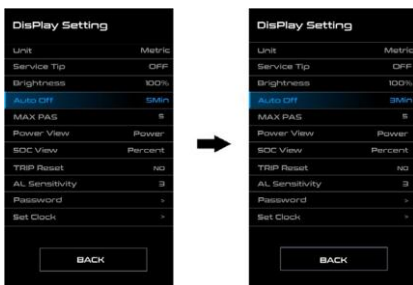 DisPlay Setting
Unit Metric
Service Tip OFF
Brightness 100%
Auto Off 5Min
MAX PAS 5
Power View Power
SOC View Percent
TRIP Reset NO
AL Sensitivity 3
Password >
Set Clock >
BACK
DisPlay Setting
Unit Metric
Service Tip OFF
Brightness 100%
Auto Off 3Min
MAX PAS 5
Power View Power
SOC View Percent
TRIP Reset NO
AL Sensitivity 3
Password >
Set Clock >
BACK